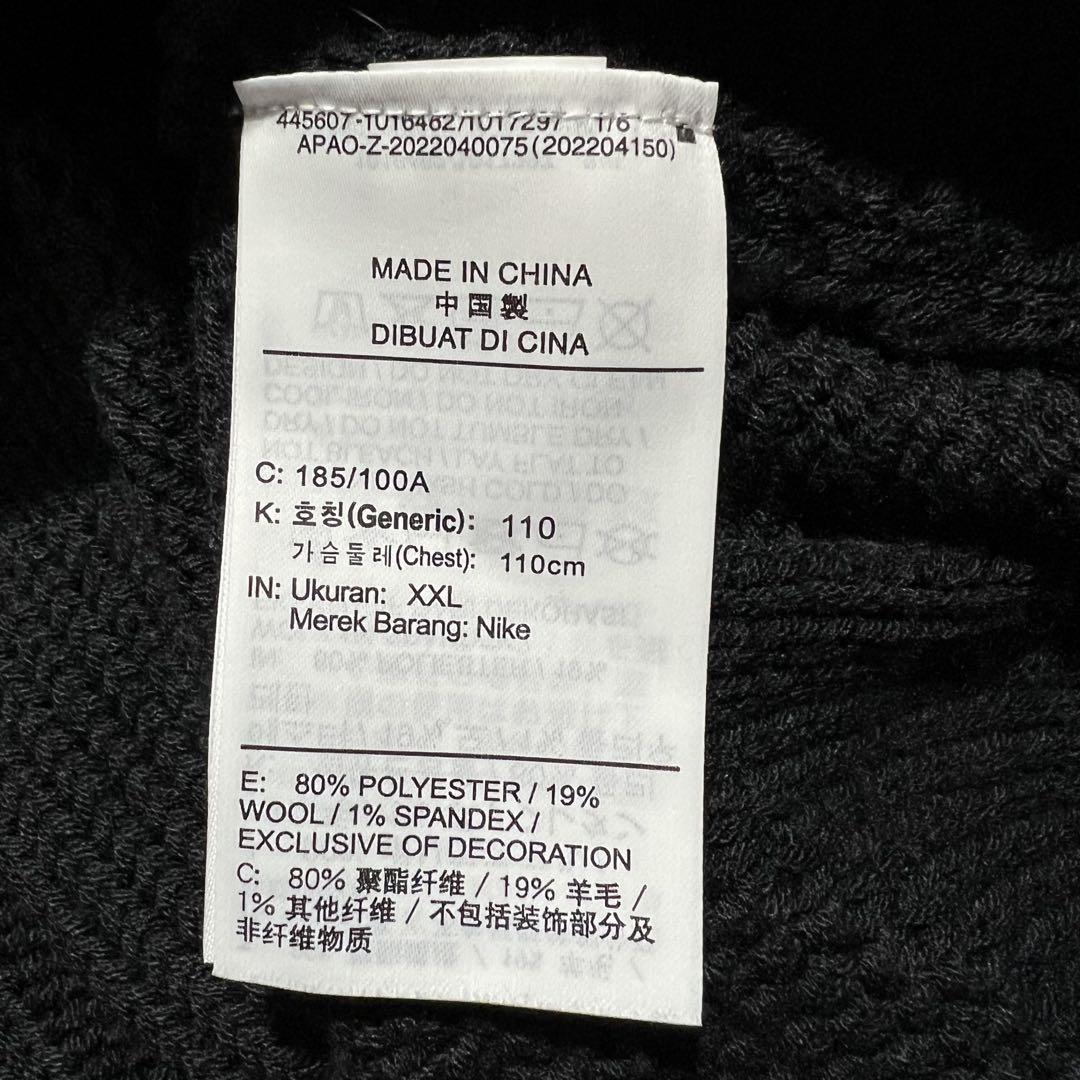 445607-1016462/1017297 1/6
APAO-Z-2022040075(202204150)
MADE IN CHINA
中国製
DIBUAT DI CINA
C: 185/100A
K: 호칭(Generic): 110
가슴둘레(Chest): 110cm
IN: Ukuran: XXL
Merek Barang: Nike
E: 80% POLYESTER / 19%
WOOL / 1% SPANDEX /
EXCLUSIVE OF DECORATION
C: 80% 聚酯纤维 / 19% 羊毛 /
1% 其他纤维 / 不包括装饰部分及
非纤维物质